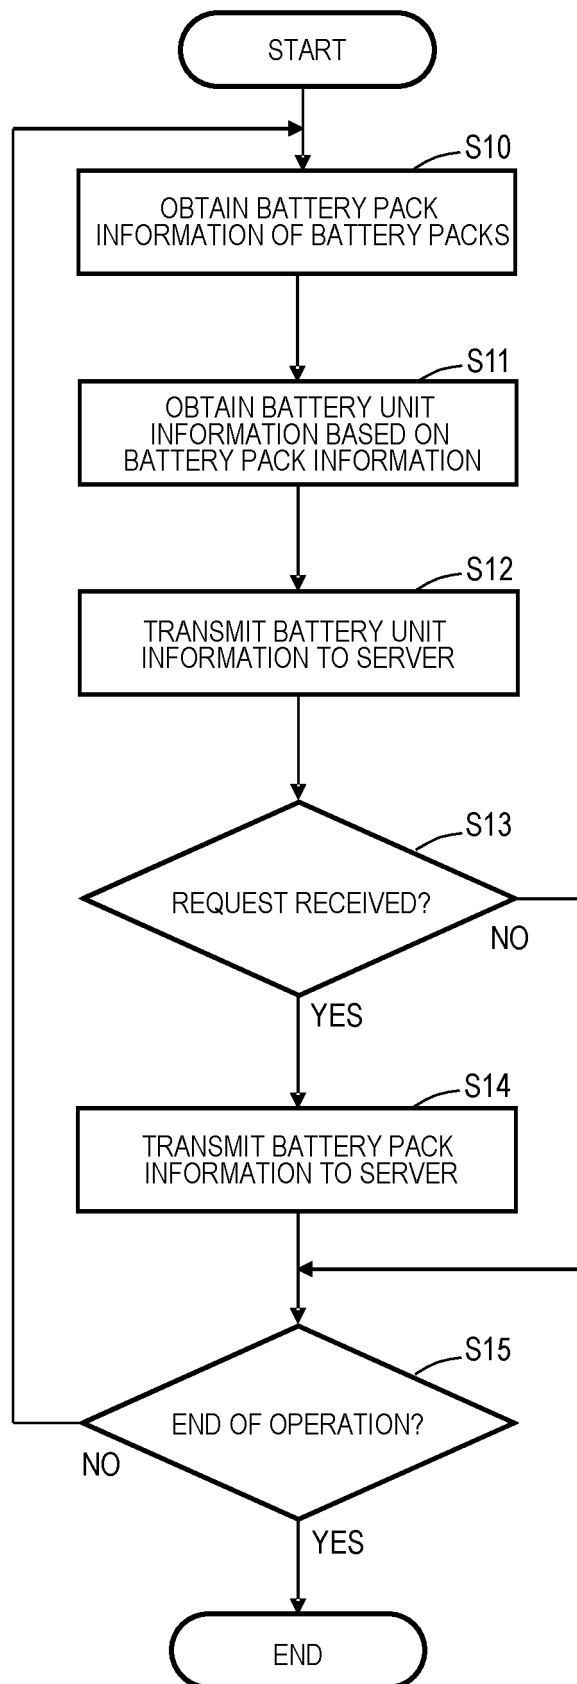 START
S10
OBTAIN BATTERY PACK
INFORMATION OF BATTERY PACKS
S11
OBTAIN BATTERY UNIT
INFORMATION BASED ON
BATTERY PACK INFORMATION
S12
TRANSMIT BATTERY UNIT
INFORMATION TO SERVER
S13
REQUEST RECEIVED?
NO
YES
S14
TRANSMIT BATTERY PACK
INFORMATION TO SERVER
S15
END OF OPERATION?
NO
YES
END